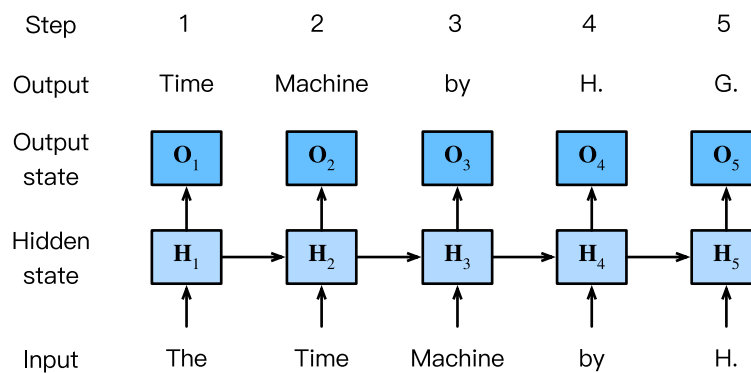 Step 1 2 3 4 5
Output Time Machine by H. G.
Output state O₁ O₂ O₃ O₄ O₅
Hidden state H₁ H₂ H₃ H₄ H₅
Input The Time Machine by H.